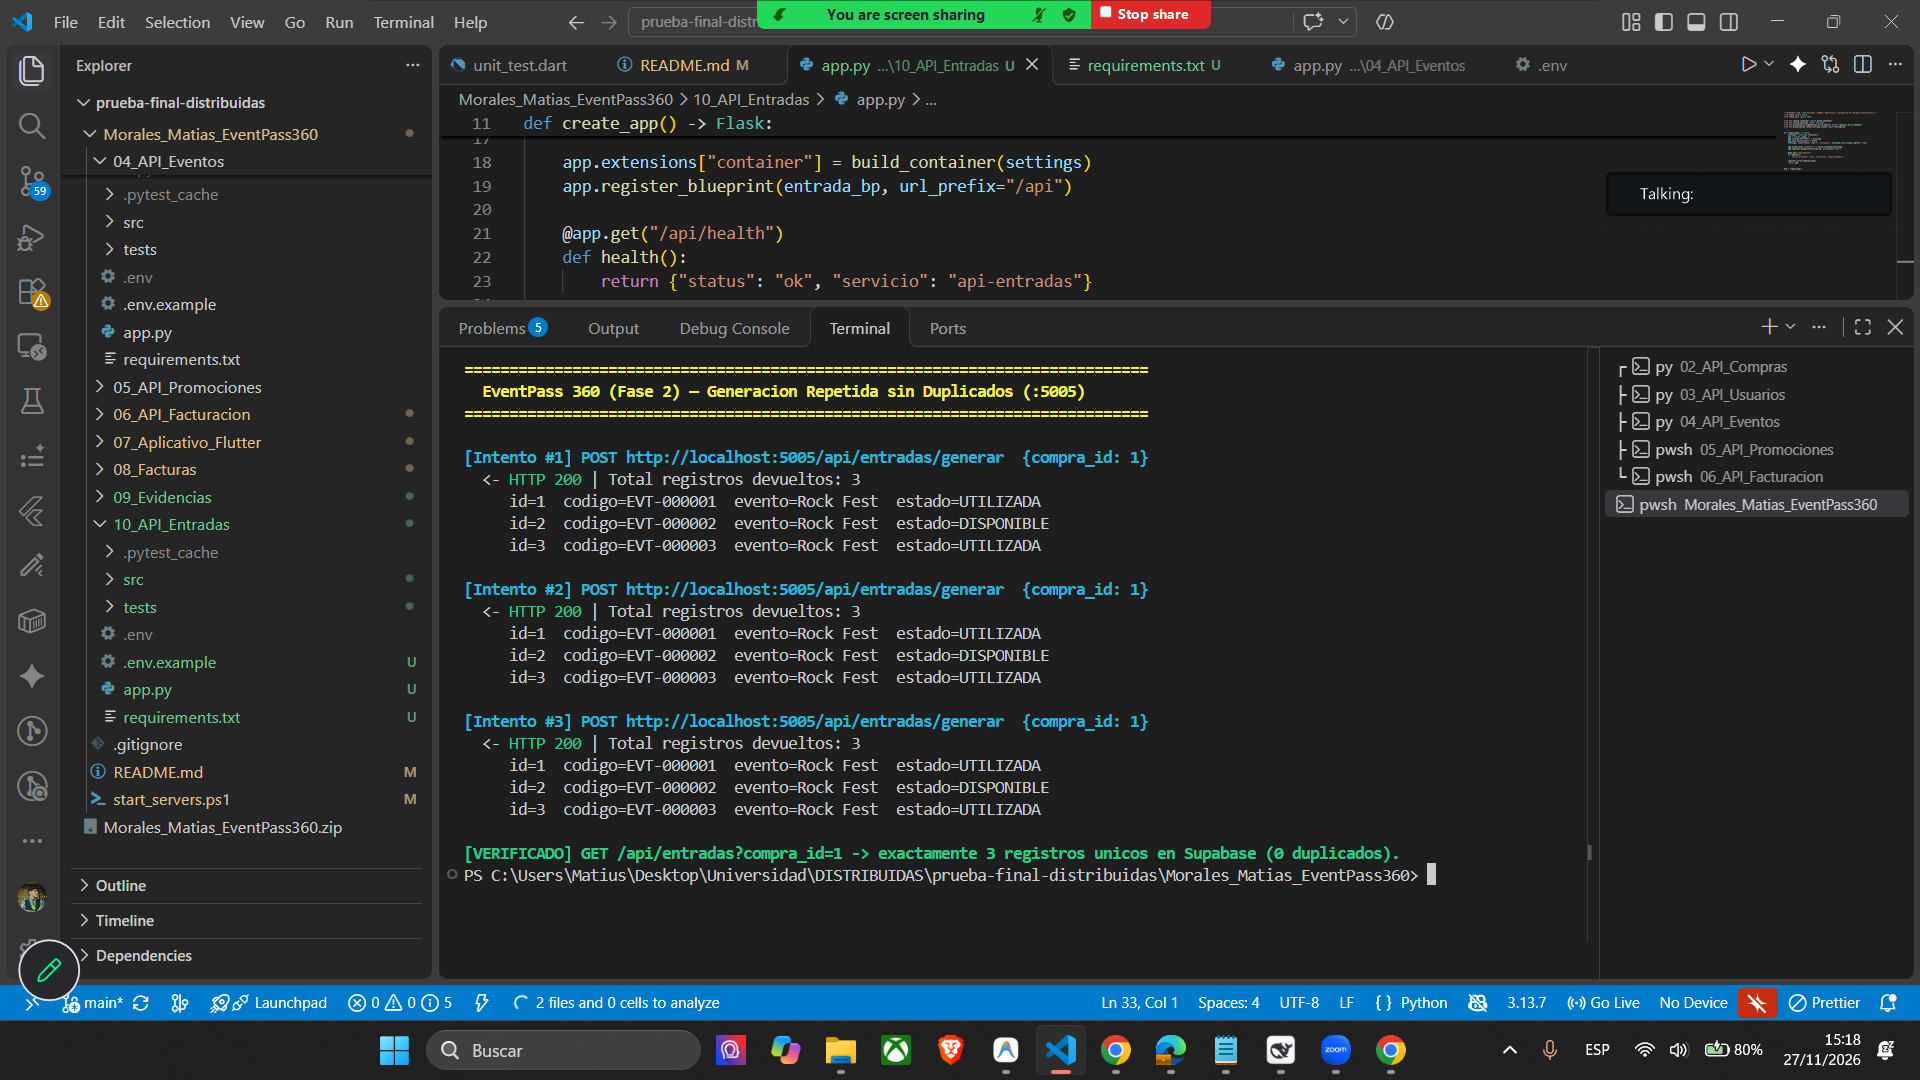 File Edit Selection View Go Run Terminal Help
prueba-final-distr
You are screen sharing
Stop share
Explorer
prueba-final-distribuidas
Morales_Matias_EventPass360
04_API_Eventos
.pytest_cache
src
tests
.env
.env.example
app.py
requirements.txt
05_API_Promociones
06_API_Facturacion
07_Aplicativo_Flutter
08_Facturas
09_Evidencias
10_API_Entradas
.pytest_cache
src
tests
.env
.env.example U
app.py U
requirements.txt U
.gitignore
README.md M
start_servers.ps1 M
Morales_Matias_EventPass360.zip
Outline
Timeline
Dependencies
59
unit_test.dart
README.md M
app.py ...\10_API_Entradas U
requirements.txt U
app.py ...\04_API_Eventos
.env
Morales_Matias_EventPass360 > 10_API_Entradas > app.py > ...
11 def create_app() -> Flask:
17
18 app.extensions["container"] = build_container(settings)
19 app.register_blueprint(entrada_bp, url_prefix="/api")
20
21 @app.get("/api/health")
22 def health():
23 return {"status": "ok", "servicio": "api-entradas"}
Talking:
Problems 5 Output Debug Console Terminal Ports
============================================================================
EventPass 360 (Fase 2) — Generacion Repetida sin Duplicados (:5005)
============================================================================
[Intento #1] POST http://localhost:5005/api/entradas/generar {compra_id: 1}
<- HTTP 200 | Total registros devueltos: 3
id=1 codigo=EVT-000001 evento=Rock Fest estado=UTILIZADA
id=2 codigo=EVT-000002 evento=Rock Fest estado=DISPONIBLE
id=3 codigo=EVT-000003 evento=Rock Fest estado=UTILIZADA
[Intento #2] POST http://localhost:5005/api/entradas/generar {compra_id: 1}
<- HTTP 200 | Total registros devueltos: 3
id=1 codigo=EVT-000001 evento=Rock Fest estado=UTILIZADA
id=2 codigo=EVT-000002 evento=Rock Fest estado=DISPONIBLE
id=3 codigo=EVT-000003 evento=Rock Fest estado=UTILIZADA
[Intento #3] POST http://localhost:5005/api/entradas/generar {compra_id: 1}
<- HTTP 200 | Total registros devueltos: 3
id=1 codigo=EVT-000001 evento=Rock Fest estado=UTILIZADA
id=2 codigo=EVT-000002 evento=Rock Fest estado=DISPONIBLE
id=3 codigo=EVT-000003 evento=Rock Fest estado=UTILIZADA
[VERIFICADO] GET /api/entradas?compra_id=1 -> exactamente 3 registros unicos en Supabase (0 duplicados).
PS C:\Users\Matius\Desktop\Universidad\DISTRIBUIDAS\prueba-final-distribuidas\Morales_Matias_EventPass360>
py 02_API_Compras
py 03_API_Usuarios
py 04_API_Eventos
pwsh 05_API_Promociones
pwsh 06_API_Facturacion
pwsh Morales_Matias_EventPass360
main* Launchpad 0 0 5 2 files and 0 cells to analyze
Ln 33, Col 1 Spaces: 4 UTF-8 LF { } Python 3.13.7 Go Live No Device Prettier
Buscar
zoom
ESP
80%
15:18
27/11/2026